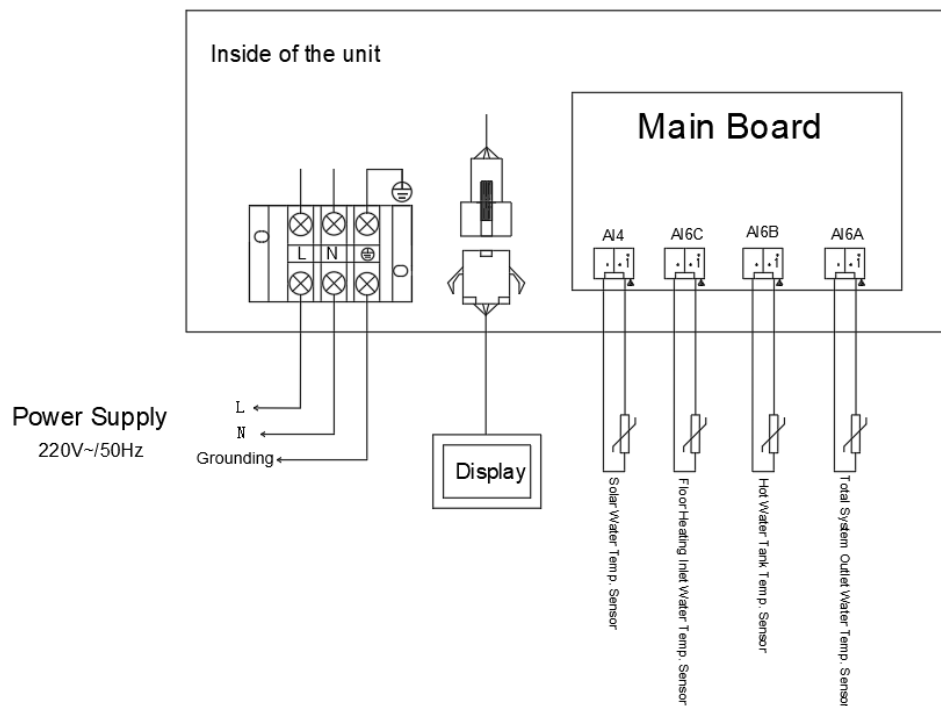 Inside of the unit
Main Board
AI4
AI6C
AI6B
AI6A
L
N
Power Supply
220V~/50Hz
L
N
Grounding
Display
Solar Water Temp. Sensor
Floor Heating Inlet Water Temp. Sensor
Hot Water Tank Temp. Sensor
Total System Outlet Water Temp. Sensor